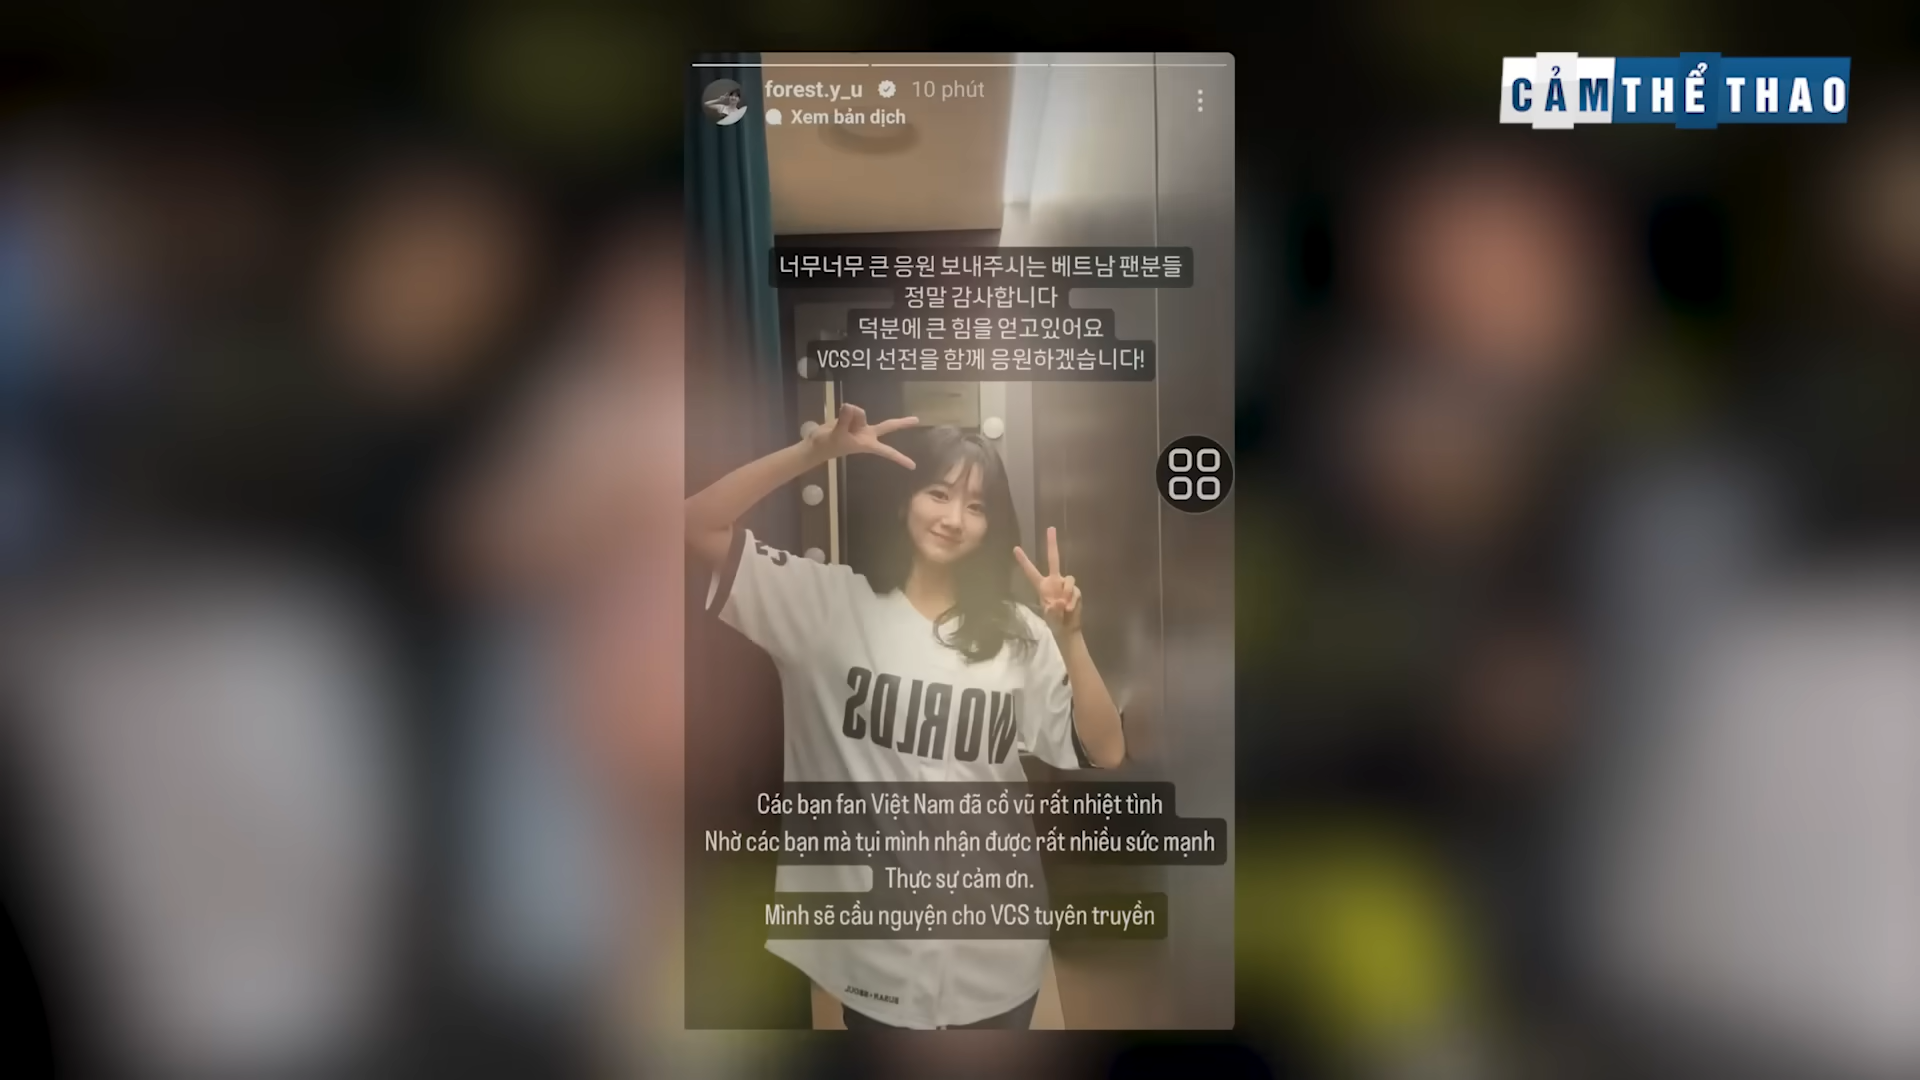 CẢM THỂ THAO
forest.y_u 10 phút
Xem bản dịch
너무너무 큰 응원 보내주시는 베트남 팬분들
정말 감사합니다
덕분에 큰 힘을 얻고있어요
VCS의 선전을 함께 응원하겠습니다!
WORLDS
Các bạn fan Việt Nam đã cổ vũ rất nhiệt tình
Nhờ các bạn mà tụi mình nhận được rất nhiều sức mạnh
Thực sự cảm ơn.
Mình sẽ cầu nguyện cho VCS tuyên truyền